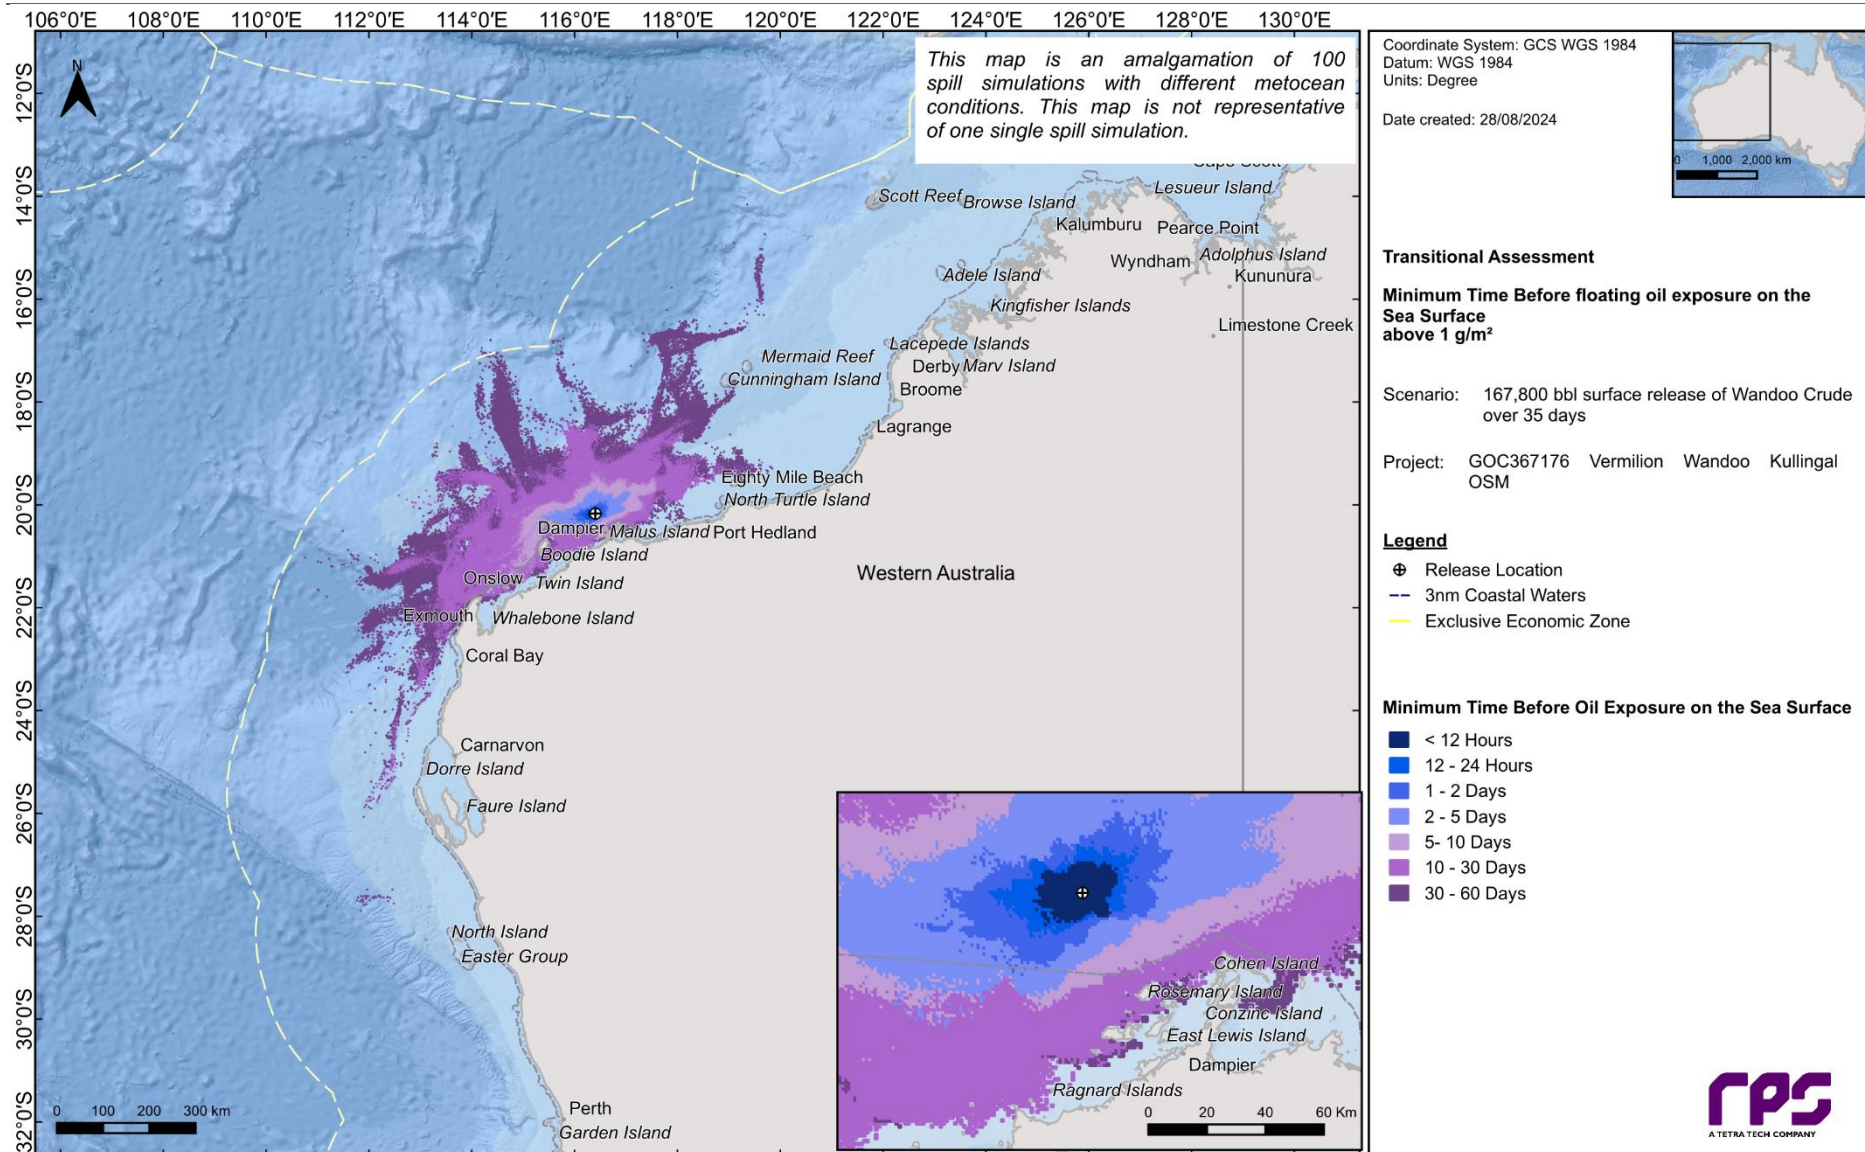 106°0'E 108°0'E 110°0'E 112°0'E 114°0'E 116°0'E 118°0'E 120°0'E 122°0'E 124°0'E 126°0'E 128°0'E 130°0'E
12°0'S
14°0'S
16°0'S
18°0'S
20°0'S
22°0'S
24°0'S
26°0'S
28°0'S
30°0'S
32°0'S
N
This map is an amalgamation of 100
spill simulations with different metocean
conditions. This map is not representative
of one single spill simulation.
Lesueur Island
Scott Reef
Browse Island
Kalumburu
Pearce Point
Adolphus Island
Wyndham
Kununura
Adele Island
Kingfisher Islands
Limestone Creek
Lacepede Islands
Mermaid Reef
Derby
Marv Island
Cunningham Island
Broome
Lagrange
Eighty Mile Beach
North Turtle Island
Dampier
Malus Island
Port Hedland
Boodie Island
Western Australia
Onslow
Twin Island
Exmouth
Whalebone Island
Coral Bay
Carnarvon
Dorre Island
Faure Island
North Island
Easter Group
Perth
Garden Island
0 100 200 300 km
Cohen Island
Rosemary Island
Conzinc Island
East Lewis Island
Dampier
Ragnard Islands
0 20 40 60 Km
Coordinate System: GCS WGS 1984
Datum: WGS 1984
Units: Degree
Date created: 28/08/2024
0 1,000 2,000 km
Transitional Assessment
Minimum Time Before floating oil exposure on the
Sea Surface
above 1 g/m²
Scenario: 167,800 bbl surface release of Wandoo Crude
over 35 days
Project: GOC367176 Vermilion Wandoo Kullingal
OSM
Legend
Release Location
3nm Coastal Waters
Exclusive Economic Zone
Minimum Time Before Oil Exposure on the Sea Surface
< 12 Hours
12 - 24 Hours
1 - 2 Days
2 - 5 Days
5- 10 Days
10 - 30 Days
30 - 60 Days
rps
A TETRA TECH COMPANY